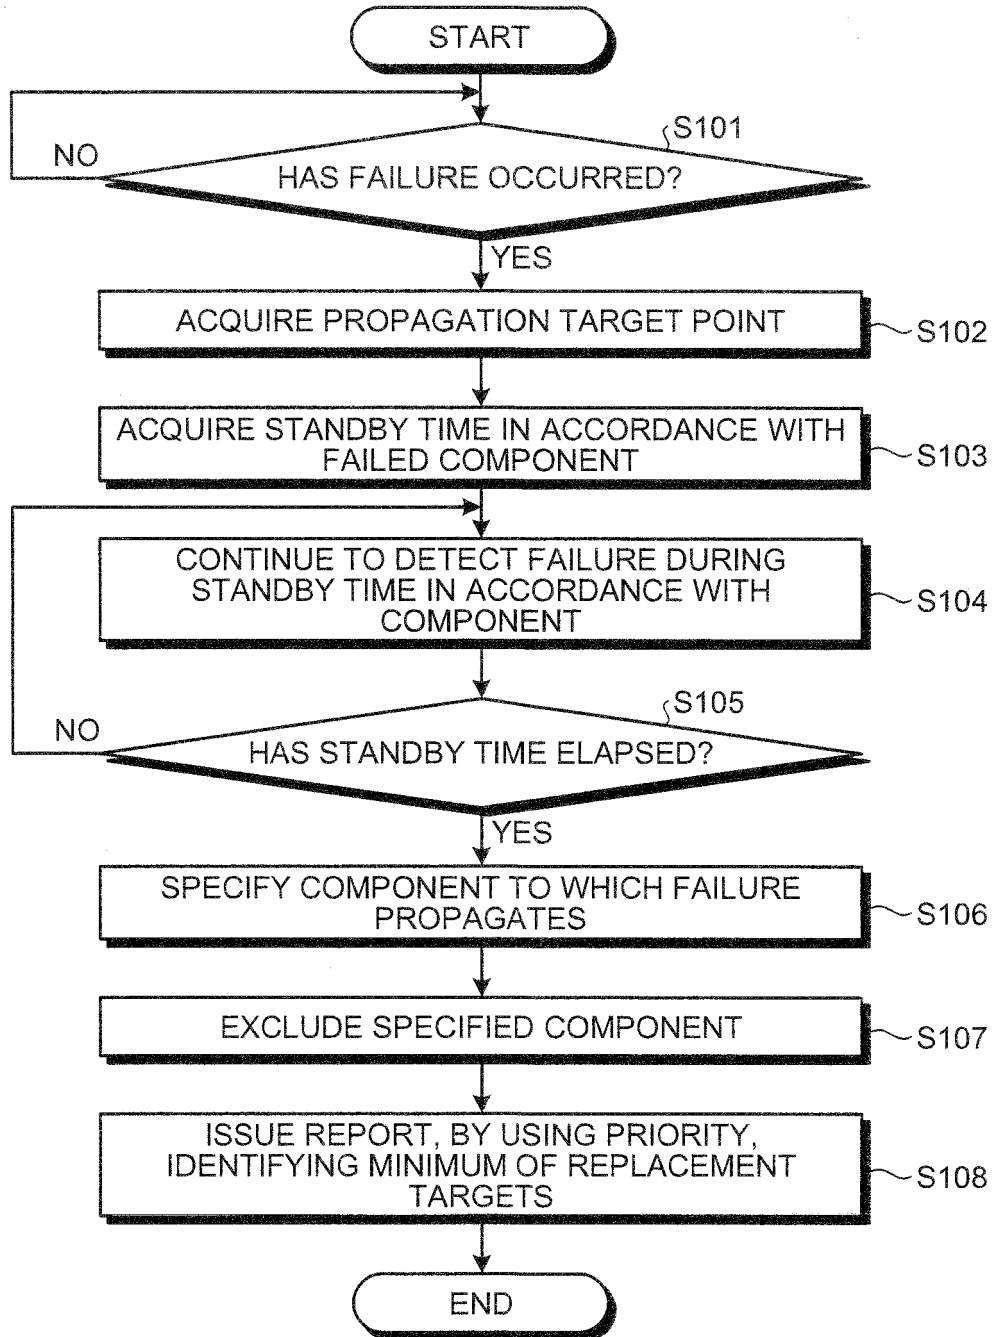 START
S101
NO
HAS FAILURE OCCURRED?
YES
ACQUIRE PROPAGATION TARGET POINT
S102
ACQUIRE STANDBY TIME IN ACCORDANCE WITH
FAILED COMPONENT
S103
CONTINUE TO DETECT FAILURE DURING
STANDBY TIME IN ACCORDANCE WITH
COMPONENT
S104
S105
NO
HAS STANDBY TIME ELAPSED?
YES
SPECIFY COMPONENT TO WHICH FAILURE
PROPAGATES
S106
EXCLUDE SPECIFIED COMPONENT
S107
ISSUE REPORT, BY USING PRIORITY,
IDENTIFYING MINIMUM OF REPLACEMENT
TARGETS
S108
END